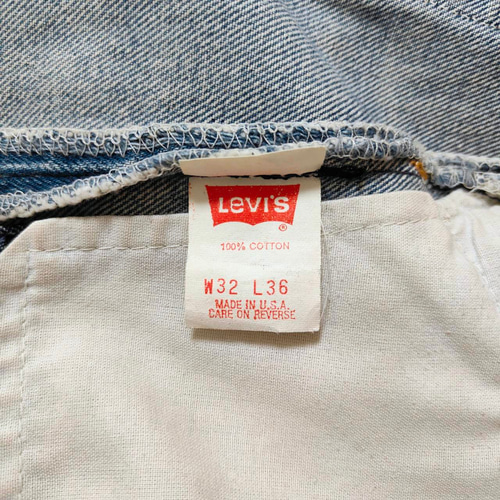 Levi's
®
100% COTTON
W32 L36
MADE IN U.S.A.
CARE ON REVERSE